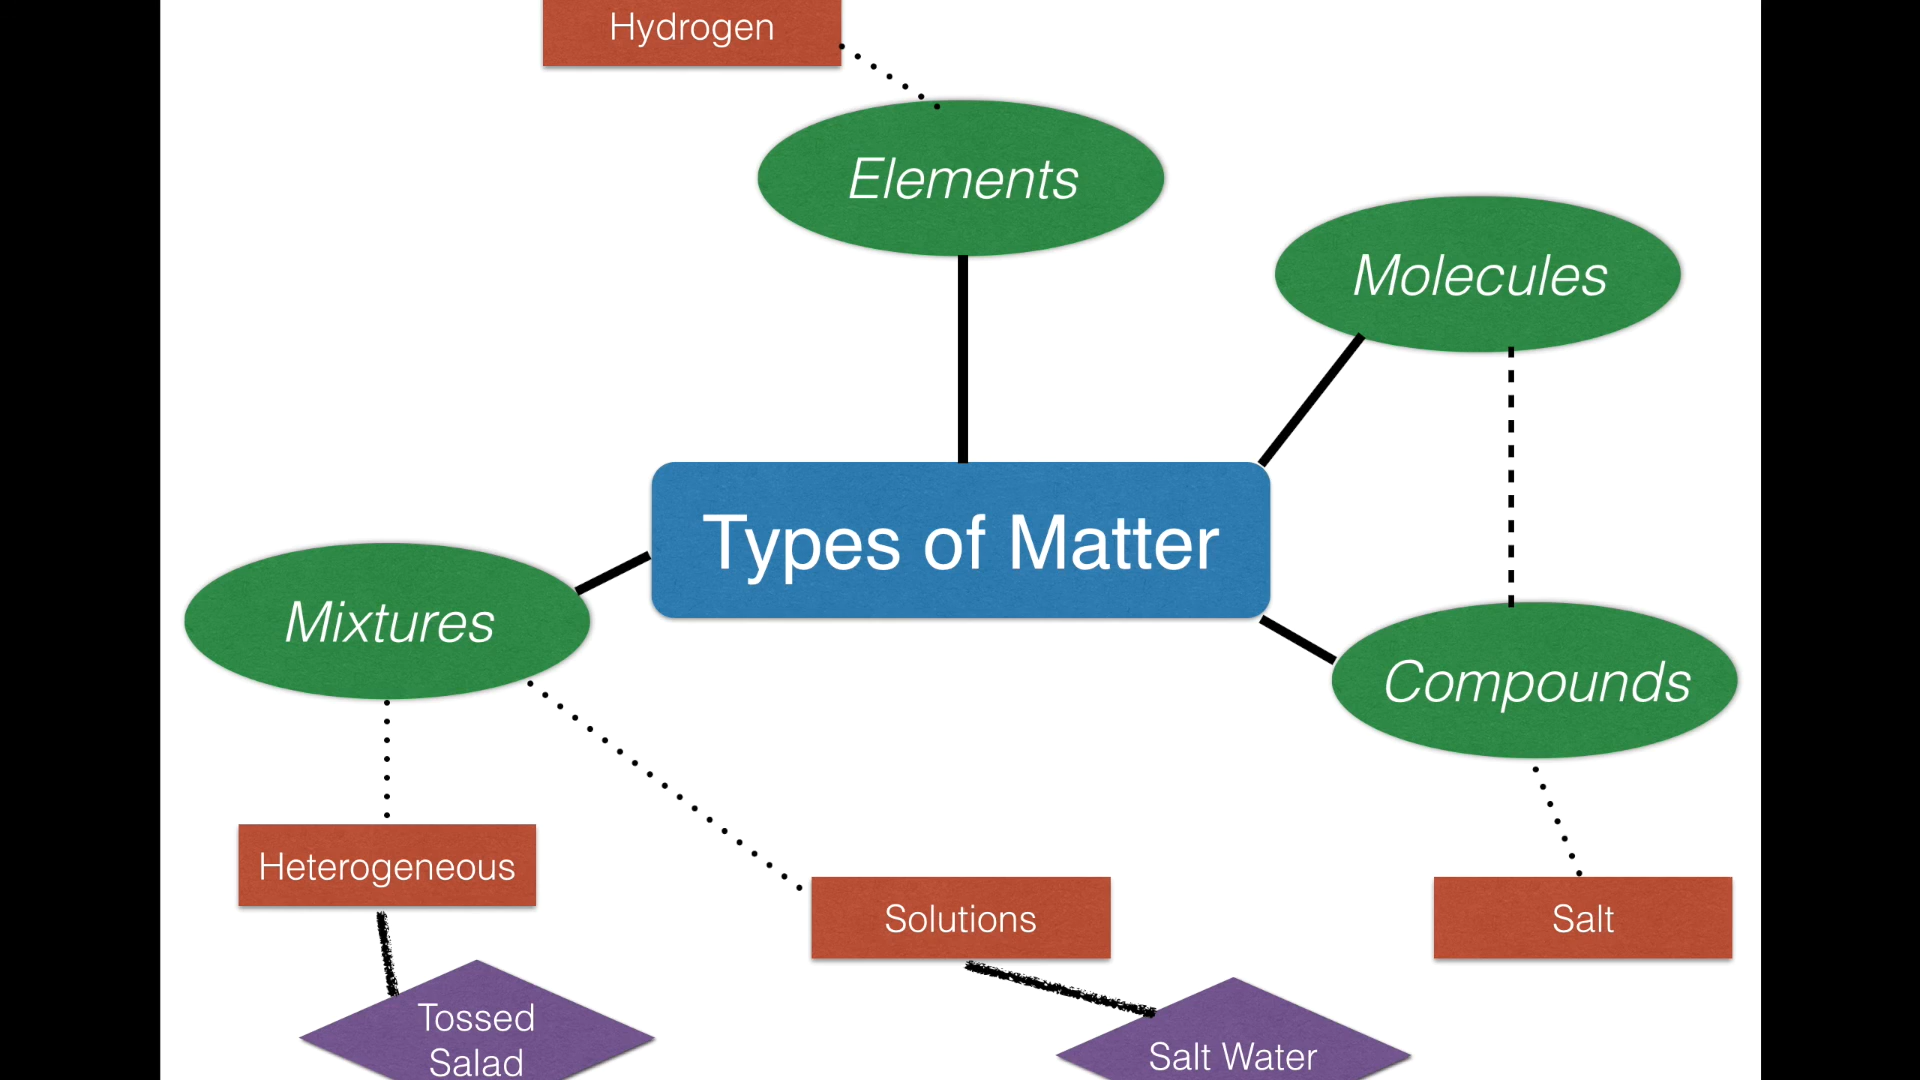 Hydrogen
Elements
Molecules
Types of Matter
Mixtures
Compounds
Heterogeneous
Solutions
Salt
Tossed
Salad
Salt Water